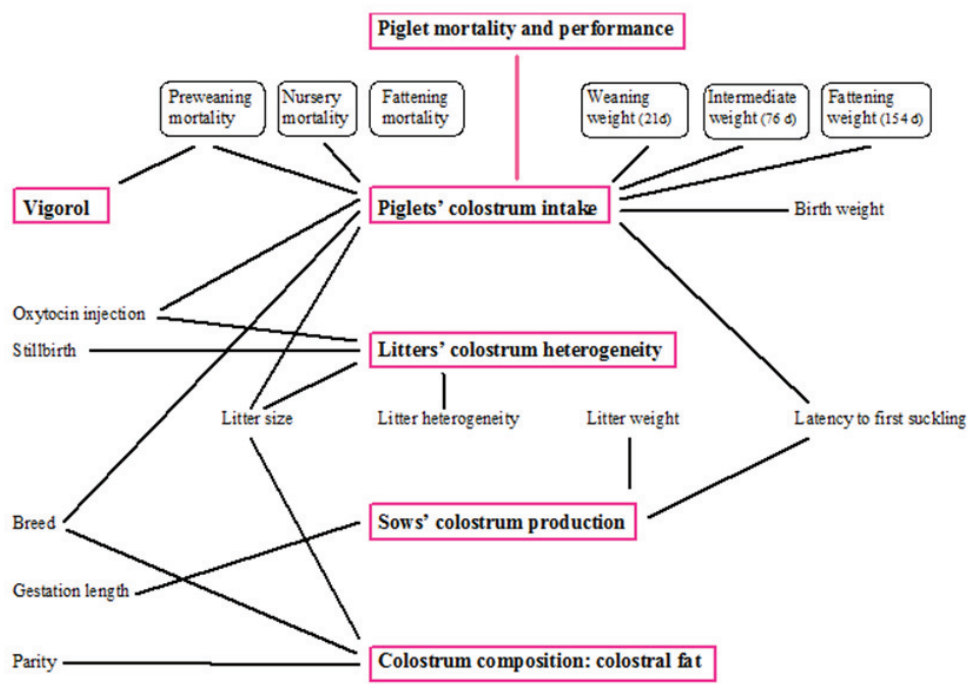 Piglet mortality and performance
Preweaning
mortality
Nursery
mortality
Fattening
mortality
Weaning
weight (21d)
Intermediate
weight (76 d)
Fattening
weight (154 d)
Vigorol
Piglets’ colostrum intake
Birth weight
Oxytocin injection
Stillbirth
Litters’ colostrum heterogeneity
Litter size
Litter heterogeneity
Litter weight
Latency to first suckling
Breed
Sows’ colostrum production
Gestation length
Parity
Colostrum composition: colostral fat